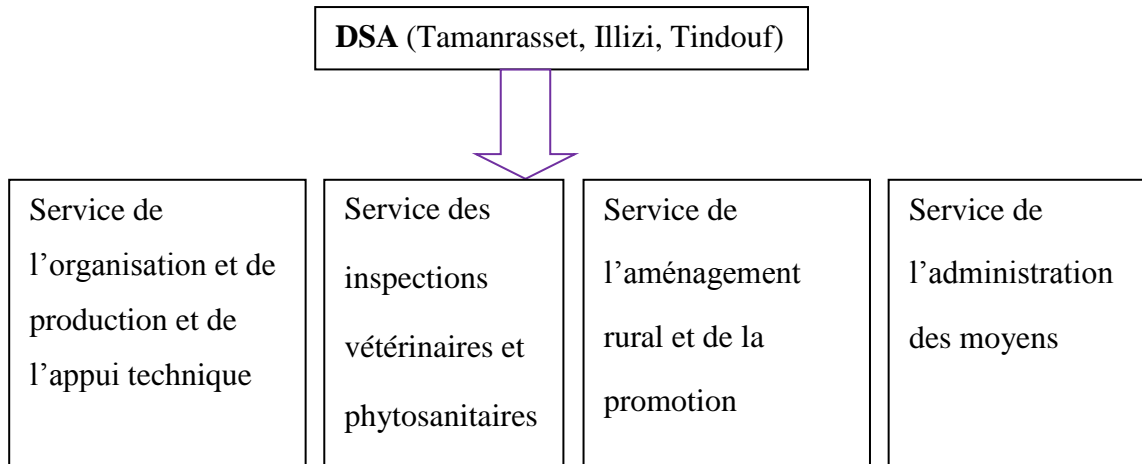 DSA (Tamanrasset, Illizi, Tindouf)
Service de
l’organisation et de
production et de
l’appui technique
Service des
inspections
vétérinaires et
phytosanitaires
Service de
l’aménagement
rural et de la
promotion
Service de
l’administration
des moyens